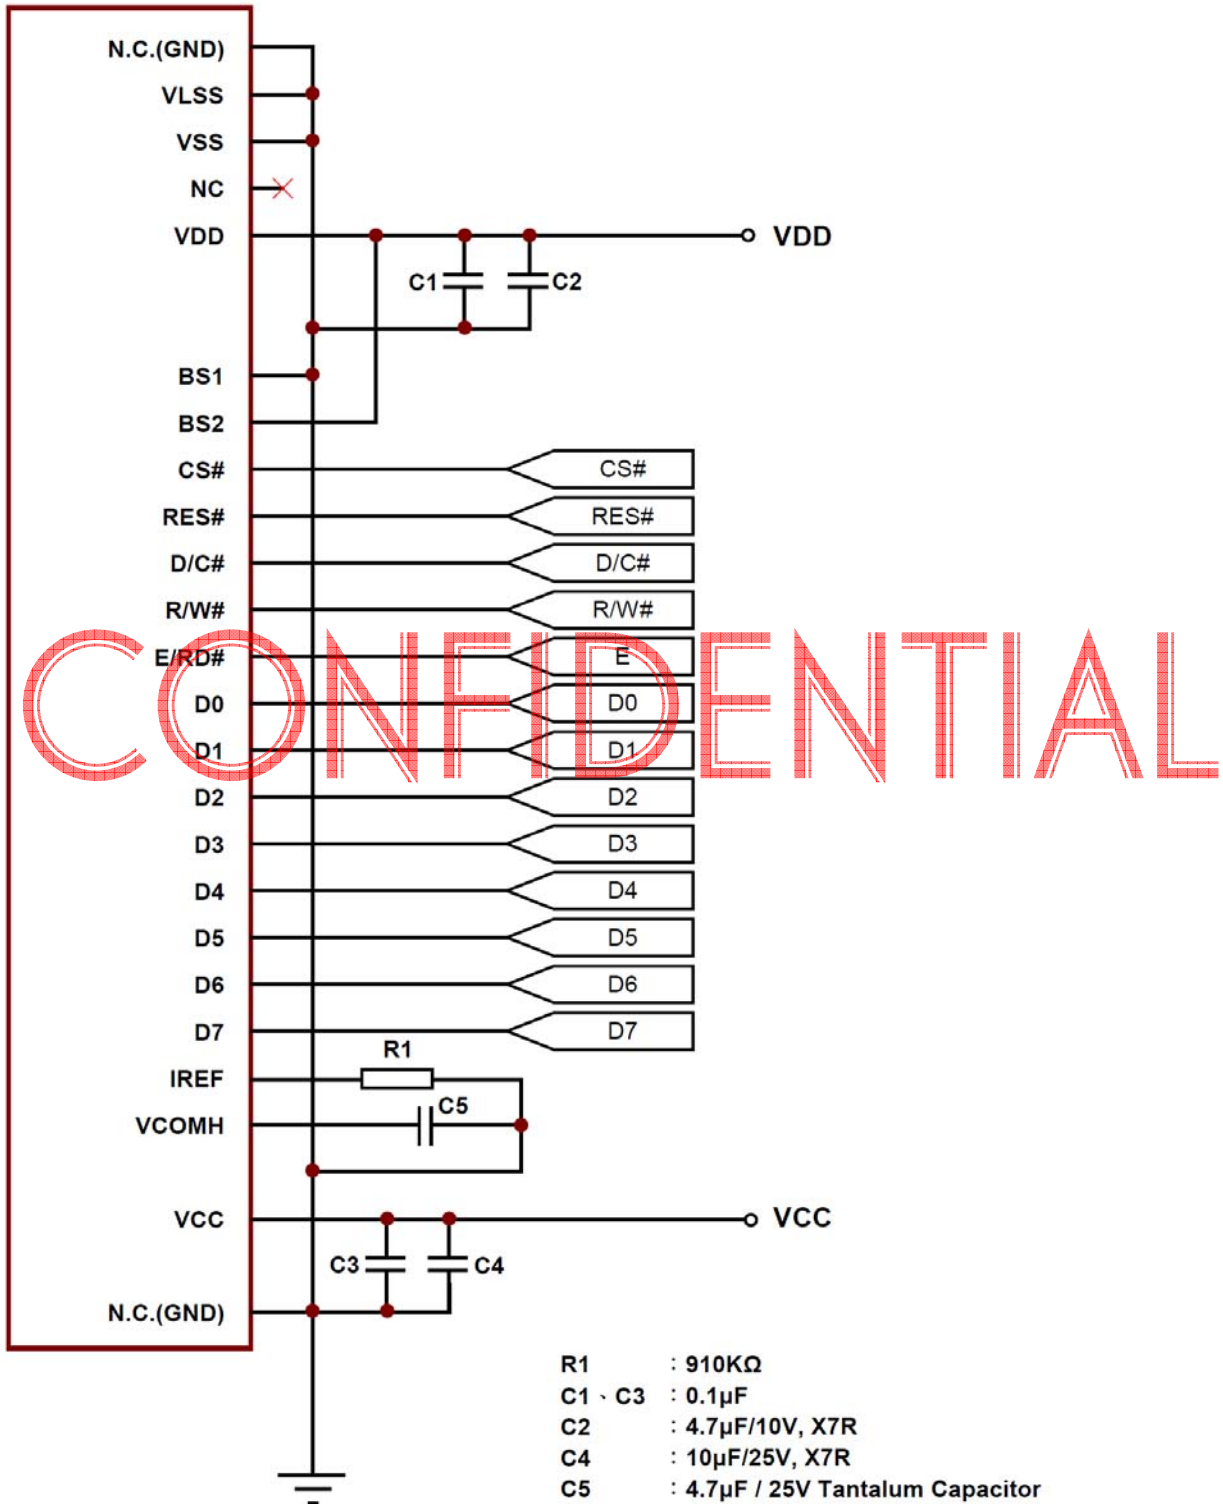 N.C.(GND)
VLSS
VSS
NC
VDD VDD
C1 C2
BS1
BS2
CS# CS#
RES# RES#
D/C# D/C#
R/W# R/W#
E/RD# E
CONFIDENTIAL
D0 D0
D1 D1
D2 D2
D3 D3
D4 D4
D5 D5
D6 D6
D7 D7
R1
IREF
C5
VCOMH
VCC VCC
C3 C4
N.C.(GND)
R1 : 910KΩ
C1、C3 : 0.1μF
C2 : 4.7μF/10V, X7R
C4 : 10μF/25V, X7R
C5 : 4.7μF / 25V Tantalum Capacitor